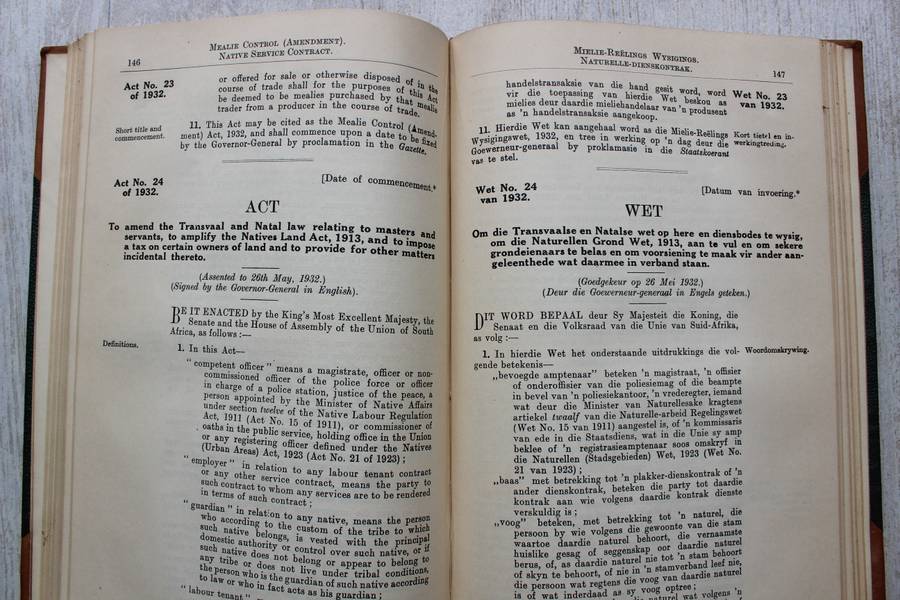 146
MEALIE CONTROL (AMENDMENT).
NATIVE SERVICE CONTRACT.
Act No. 23
of 1932.
or offered for sale or otherwise disposed of in the
course of trade shall for the purposes of this Act
be deemed to be mealies purchased by that mealie
trader from a producer in the course of trade.
Short title and
commencement.
11. This Act may be cited as the Mealie Control (Amend-
ment) Act, 1932, and shall commence upon a date to be fixed
by the Governor-General by proclamation in the Gazette.
Act No. 24
of 1932.
[Date of commencement.*
ACT
To amend the Transvaal and Natal law relating to masters and
servants, to amplify the Natives Land Act, 1913, and to impose
a tax on certain owners of land and to provide for other matters
incidental thereto.
(Assented to 26th May, 1932.)
(Signed by the Governor-General in English).
BE IT ENACTED by the King's Most Excellent Majesty, the
Senate and the House of Assembly of the Union of South
Africa, as follows :—
Definitions.
1. In this Act—
"competent officer" means a magistrate, officer or non-
commissioned officer of the police force or officer
in charge of a police station, justice of the peace, a
person appointed by the Minister of Native Affairs
under section twelve of the Native Labour Regulation
Act, 1911 (Act No. 15 of 1911), or commissioner of
oaths in the public service, holding office in the Union
or any registering officer defined under the Natives
(Urban Areas) Act, 1923 (Act No. 21 of 1923) ;
"employer" in relation to any labour tenant contract
or any other service contract, means the party to
such contract to whom any services are to be rendered
in terms of such contract ;
"guardian" in relation to any native, means the person
who according to the custom of the tribe to which
such native belongs, is vested with the principal
domestic authority or control over such native, or if
such native does not belong or appear to belong to
any tribe or does not live under tribal conditions,
the person who is the guardian of such native according
to law or who in fact acts as his guardian ;
"labour tenant"
MIELIE-REËLINGS WYSIGINGS.
NATURELLE-DIENSKONTRAK.
147
handelstransaksie van die hand gesit word, word
vir die toepassing van hierdie Wet beskou as
mielies deur daardie mieliehandelaar van 'n produsent
as 'n handelstransaksie aangekoop.
Wet No. 23
van 1932.
11. Hierdie Wet kan aangehaal word as die Mielie-Reëlings
Wysigingswet, 1932, en tree in werking op 'n dag deur die
Goewerneur-generaal by proklamasie in die Staatskoerant
vas te stel.
Kort tietel en in-
werkingtreding.
Wet No. 24
van 1932.
[Datum van invoering.*
WET
Om die Transvaalse en Natalse wet op here en diensbodes te wysig,
om die Naturellen Grond Wet, 1913, aan te vul en om sekere
grondeienaars te belas en om voorsiening te maak vir ander aan-
geleenthede wat daarmee in verband staan.
(Goedgekeur op 26 Mei 1932.)
(Deur die Goewerneur-generaal in Engels geteken.)
DIT WORD BEPAAL deur Sy Majesteit die Koning, die
Senaat en die Volksraad van die Unie van Suid-Afrika,
as volg :—
1. In hierdie Wet het onderstaande uitdrukkings die vol-
gende betekenis—
Woordomskrywing.
„bevoegde amptenaar" beteken 'n magistraat, 'n offisier
of onderoffisier van die poliesiemag of die beampte
in bevel van 'n poliesiekantoor, 'n vrederegter, iemand
wat deur die Minister van Naturellesake kragtens
artiekel twaalf van die Naturelle-arbeid Regelingswet
(Wet No. 15 van 1911) aangestel is, of 'n kommissaris
van ede in die Staatsdiens, wat in die Unie sy amp
beklee of 'n registrasieamptenaar soos omskryf in
die Naturellen (Stadsgebieden) Wet, 1923 (Wet No.
21 van 1923) ;
„baas" met betrekking tot 'n plakker-dienskontrak of 'n
ander dienskontrak, beteken die party tot daardie
kontrak aan wie volgens daardie kontrak dienste
verskuldig is ;
„voog" beteken, met betrekking tot 'n naturel, die
persoon by wie volgens die gewoonte van die stam
waartoe daardie naturel behoort, die vernaamste
huislike gesag of seggenskap oor daardie naturel
berus, of, as daardie naturel nie tot 'n stam behoort
of skyn te behoort, of nie in 'n stamverband leef nie,
die persoon wat regtens die voog van daardie naturel
is of wat inderdaad as sy voog optree ;